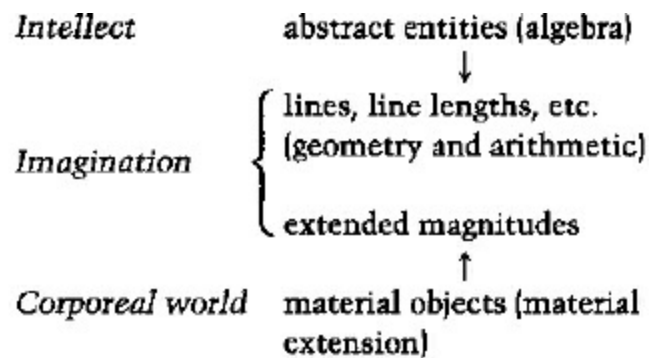 Intellect abstract entities (algebra)
↓
lines, line lengths, etc.
(geometry and arithmetic)
Imagination
extended magnitudes
↑
Corporeal world material objects (material
extension)